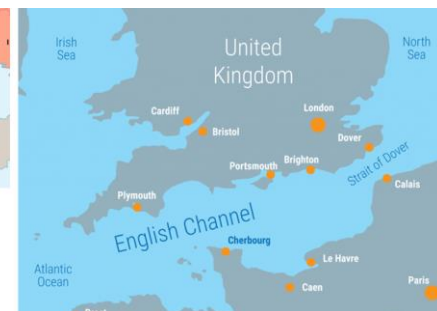 Irish
Sea
United
Kingdom
North
Sea
Cardiff
Bristol
London
Dover
Strait of Dover
Portsmouth
Brighton
Calais
Plymouth
English Channel
Cherbourg
Le Havre
Atlantic
Ocean
Caen
Paris